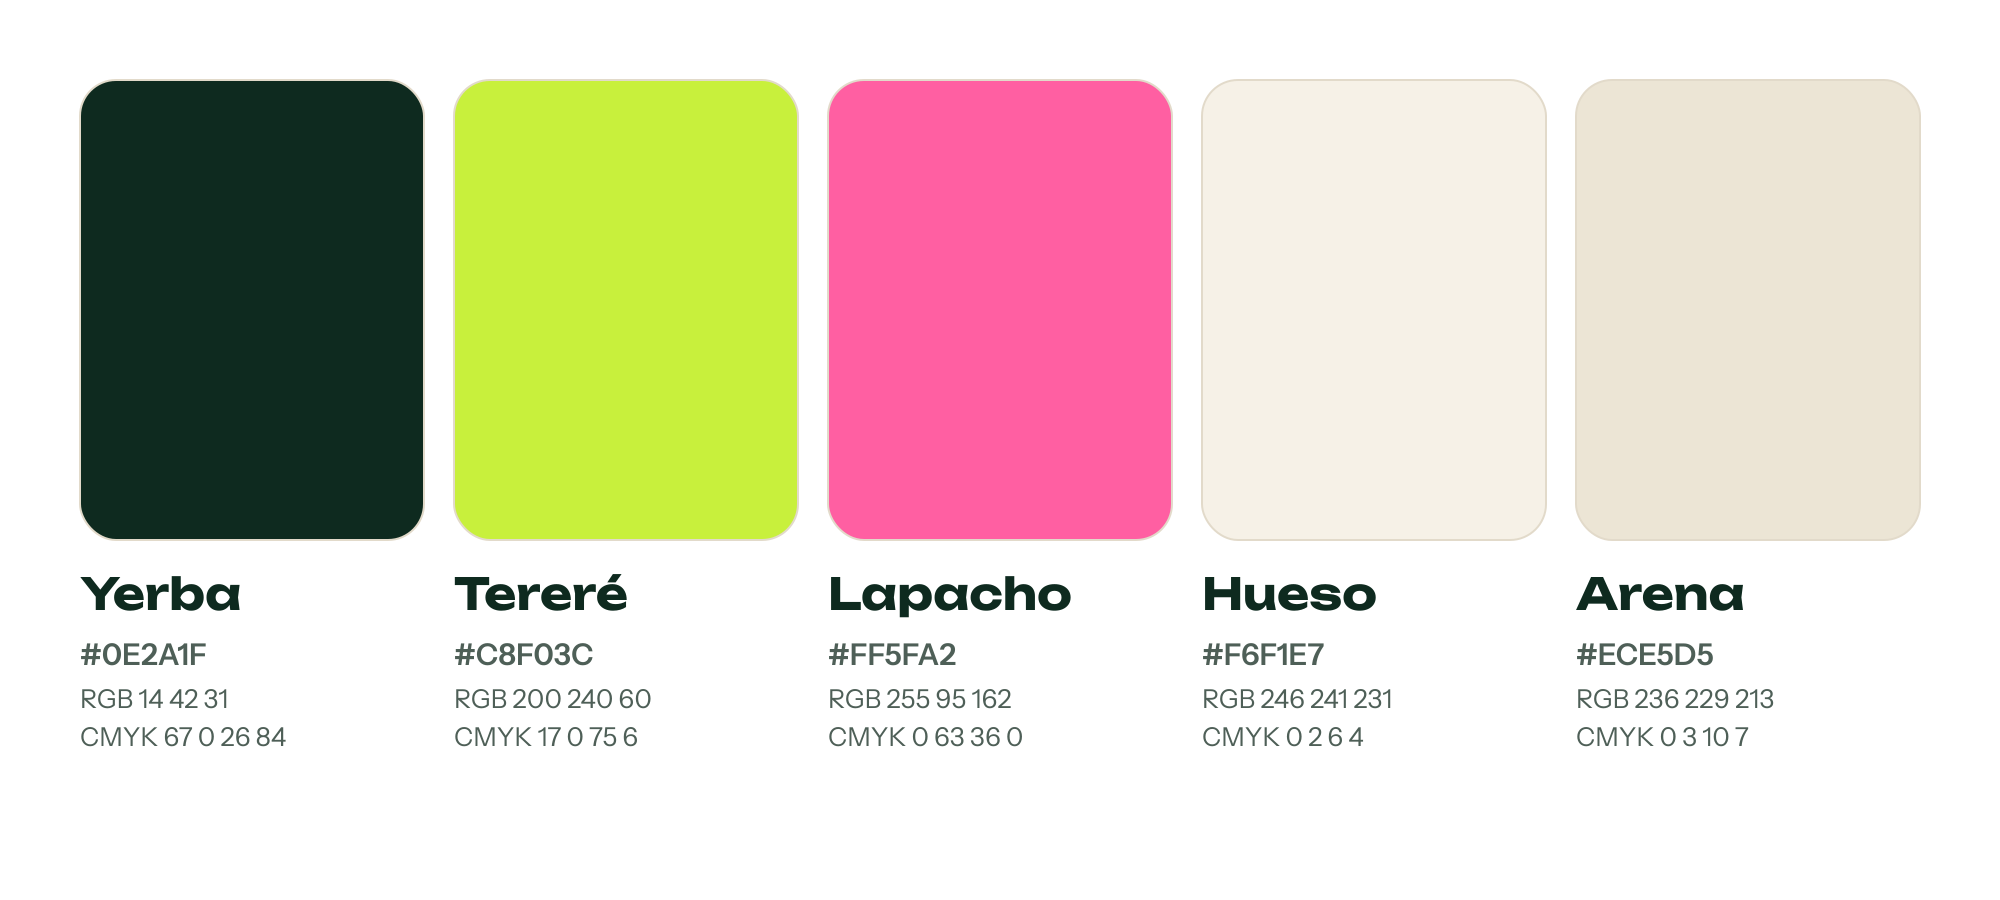 Yerba
#0E2A1F
RGB 14 42 31
CMYK 67 0 26 84
Tereré
#C8F03C
RGB 200 240 60
CMYK 17 0 75 6
Lapacho
#FF5FA2
RGB 255 95 162
CMYK 0 63 36 0
Hueso
#F6F1E7
RGB 246 241 231
CMYK 0 2 6 4
Arena
#ECE5D5
RGB 236 229 213
CMYK 0 3 10 7